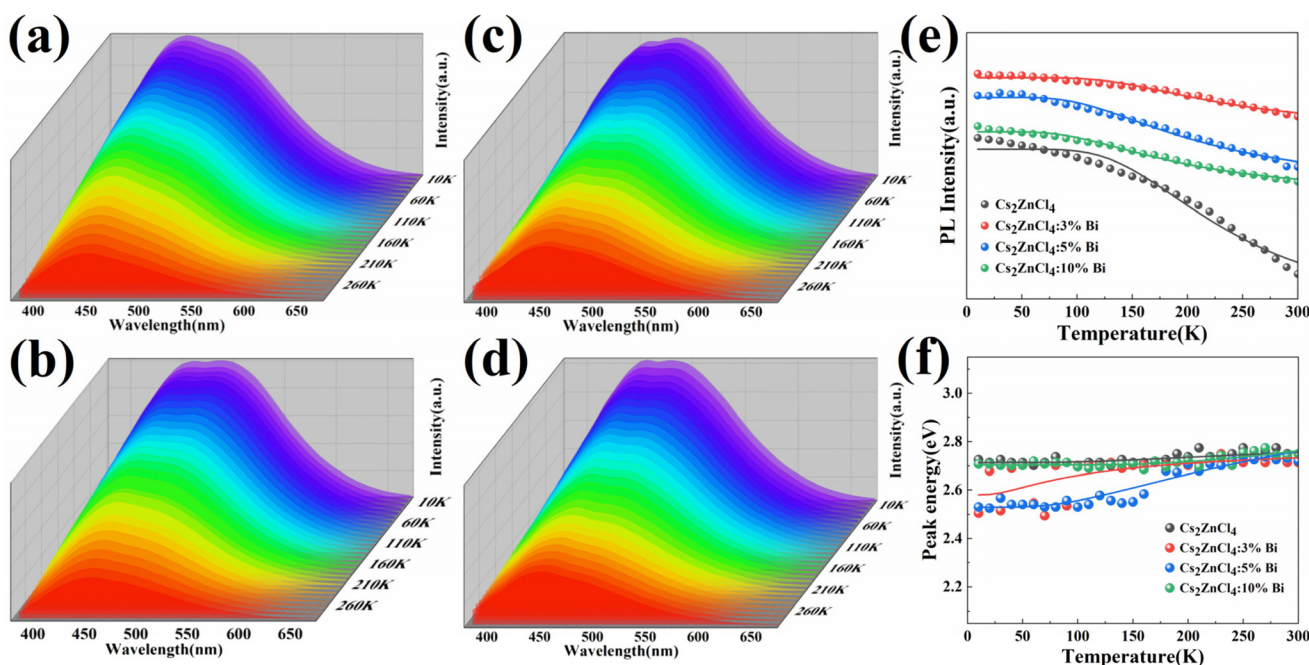 (a)
Intensity(a.u.)
10K
60K
110K
160K
210K
260K
400 450 500 550 600 650
Wavelength(nm)
(c)
Intensity(a.u.)
10K
60K
110K
160K
210K
260K
400 450 500 550 600 650
Wavelength(nm)
(e)
PL Intensity(a.u.)
Cs₂ZnCl₄
Cs₂ZnCl₄:3% Bi
Cs₂ZnCl₄:5% Bi
Cs₂ZnCl₄:10% Bi
0 50 100 150 200 250 300
Temperature(K)
(b)
Intensity(a.u.)
10K
60K
110K
160K
210K
260K
400 450 500 550 600 650
Wavelength(nm)
(d)
Intensity(a.u.)
10K
60K
110K
160K
210K
260K
400 450 500 550 600 650
Wavelength(nm)
(f)
Peak energy(eV)
3.0
2.8
2.6
2.4
2.2
Cs₂ZnCl₄
Cs₂ZnCl₄:3% Bi
Cs₂ZnCl₄:5% Bi
Cs₂ZnCl₄:10% Bi
0 50 100 150 200 250 300
Temperature(K)